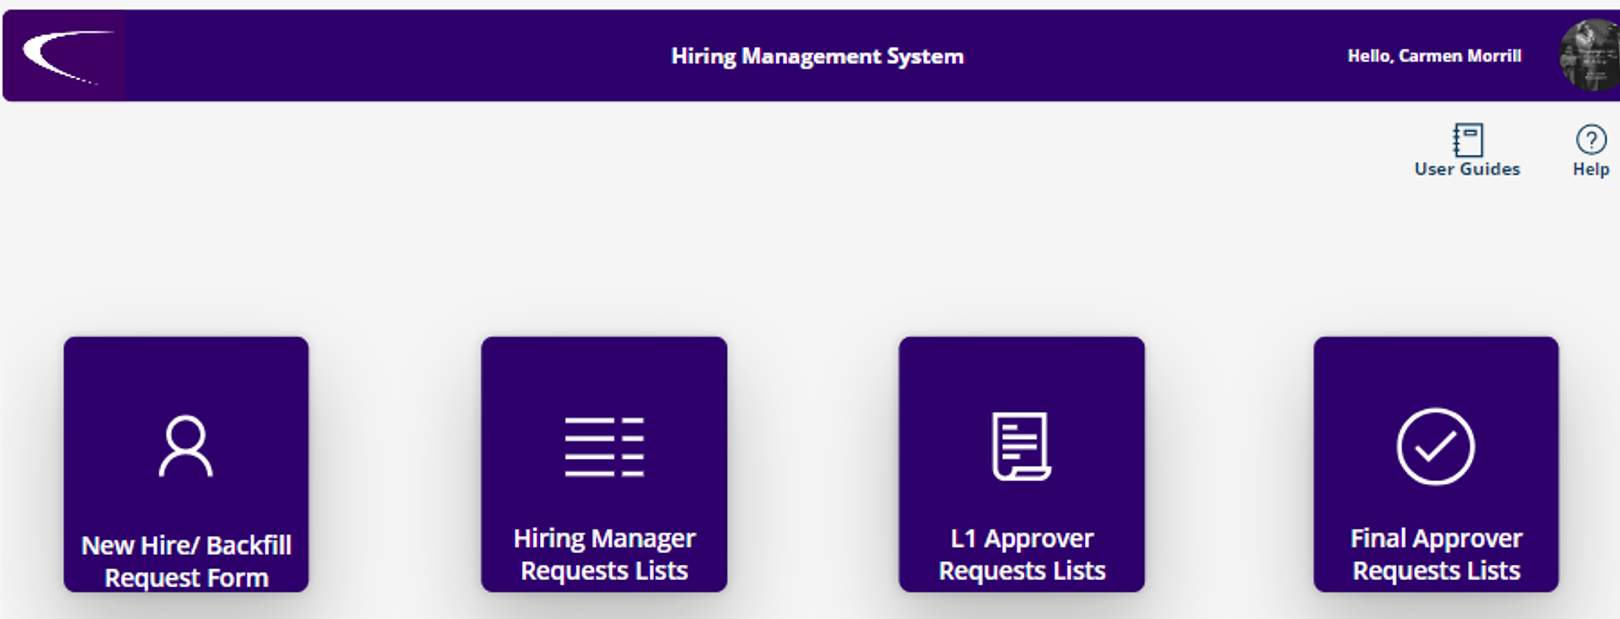 Hiring Management System
Hello, Carmen Morrill
User Guides
Help
New Hire/ Backfill
Request Form
Hiring Manager
Requests Lists
L1 Approver
Requests Lists
Final Approver
Requests Lists